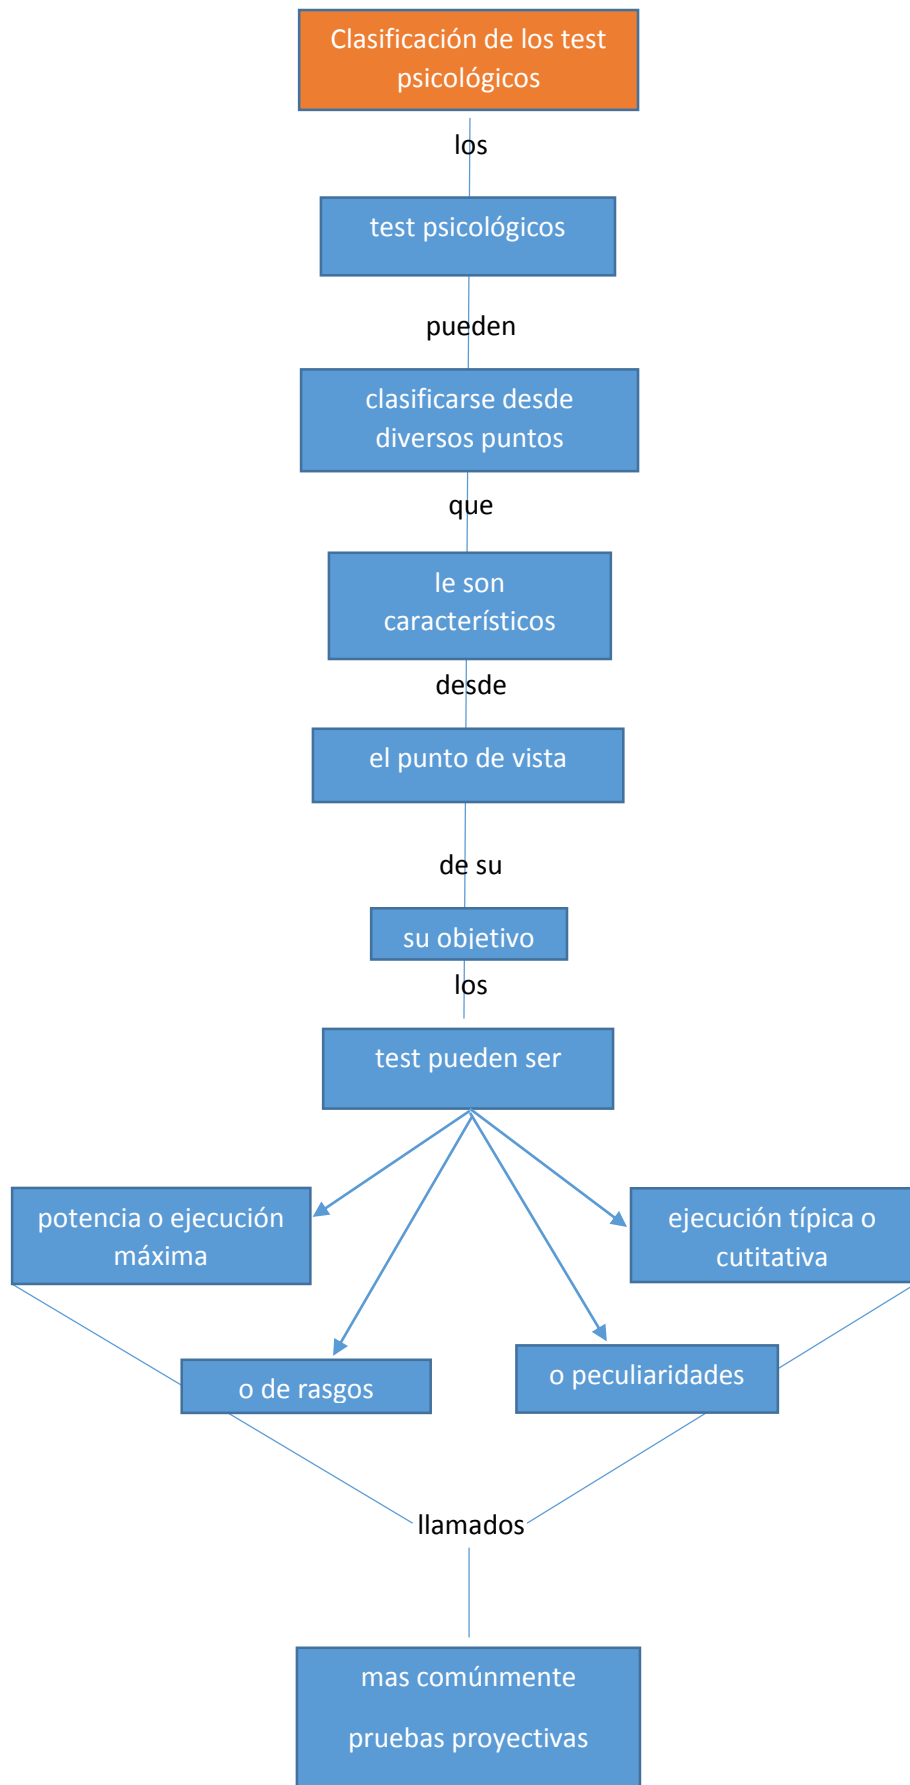 Clasificación de los test
psicológicos
los
test psicológicos
pueden
clasificarse desde
diversos puntos
que
le son
característicos
desde
el punto de vista
de su
su objetivo
los
test pueden ser
potencia o ejecución
máxima
ejecución típica o
cutitativa
o de rasgos
o peculiaridades
llamados
mas comúnmente
pruebas proyectivas